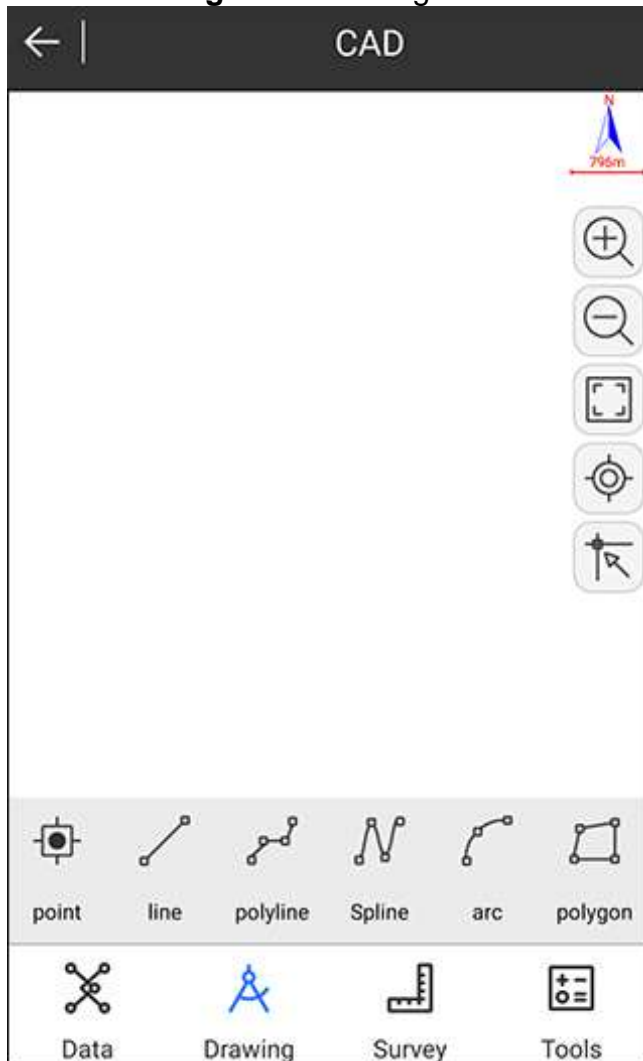 CAD
N
796m
point line polyline Spline arc polygon
Data Drawing Survey Tools